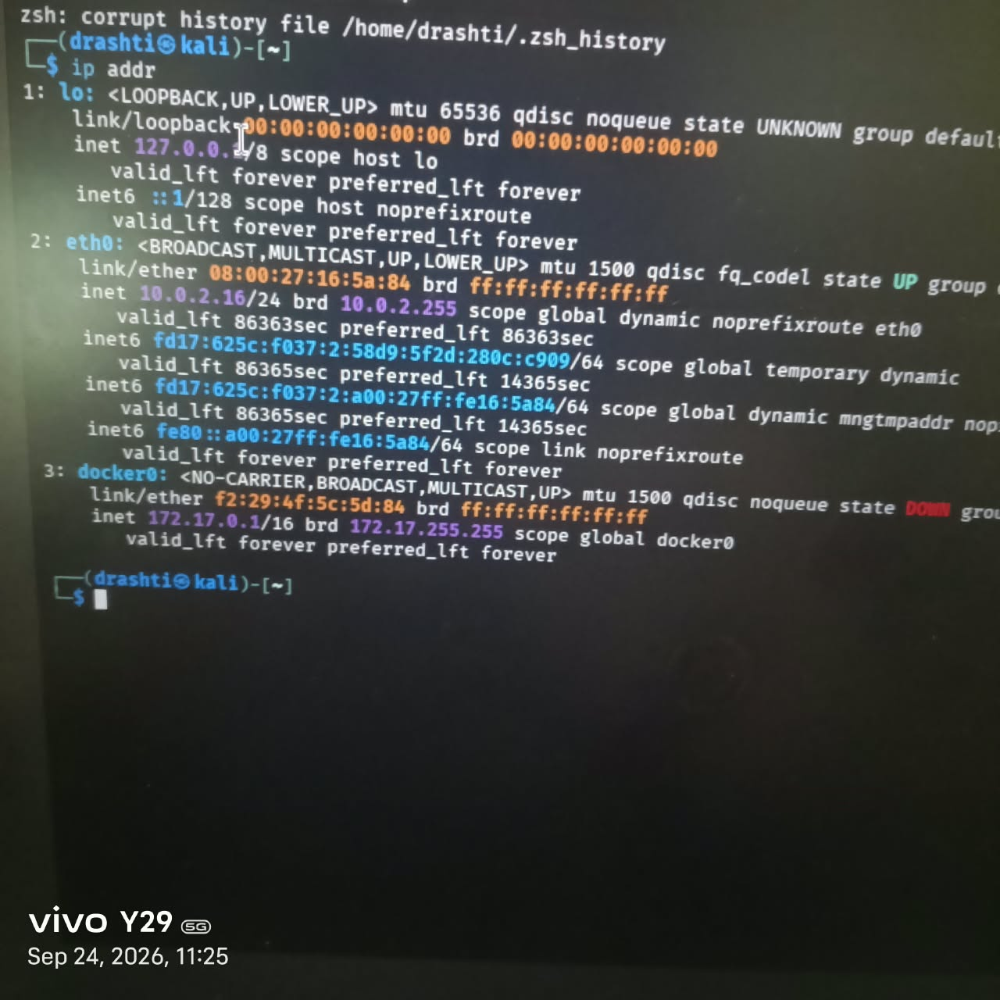 zsh: corrupt history file /home/drashti/.zsh_history
┌──(drashti㉿kali)-[~]
└─$ ip addr
1: lo: <LOOPBACK,UP,LOWER_UP> mtu 65536 qdisc noqueue state UNKNOWN group default
link/loopback 00:00:00:00:00:00 brd 00:00:00:00:00:00
inet 127.0.0.1/8 scope host lo
valid_lft forever preferred_lft forever
inet6 ::1/128 scope host noprefixroute
valid_lft forever preferred_lft forever
2: eth0: <BROADCAST,MULTICAST,UP,LOWER_UP> mtu 1500 qdisc fq_codel state UP group
link/ether 08:00:27:16:5a:84 brd ff:ff:ff:ff:ff:ff
inet 10.0.2.16/24 brd 10.0.2.255 scope global dynamic noprefixroute eth0
valid_lft 86363sec preferred_lft 86363sec
inet6 fd17:625c:f037:2:58d9:5f2d:280c:c909/64 scope global temporary dynamic
valid_lft 86365sec preferred_lft 14365sec
inet6 fd17:625c:f037:2:a00:27ff:fe16:5a84/64 scope global dynamic mngtmpaddr nop
valid_lft 86365sec preferred_lft 14365sec
inet6 fe80::a00:27ff:fe16:5a84/64 scope link noprefixroute
valid_lft forever preferred_lft forever
3: docker0: <NO-CARRIER,BROADCAST,MULTICAST,UP> mtu 1500 qdisc noqueue state DOWN grou
link/ether f2:29:4f:5c:5d:84 brd ff:ff:ff:ff:ff:ff
inet 172.17.0.1/16 brd 172.17.255.255 scope global docker0
valid_lft forever preferred_lft forever
┌──(drashti㉿kali)-[~]
└─$
vivo Y29 5G
Sep 24, 2026, 11:25